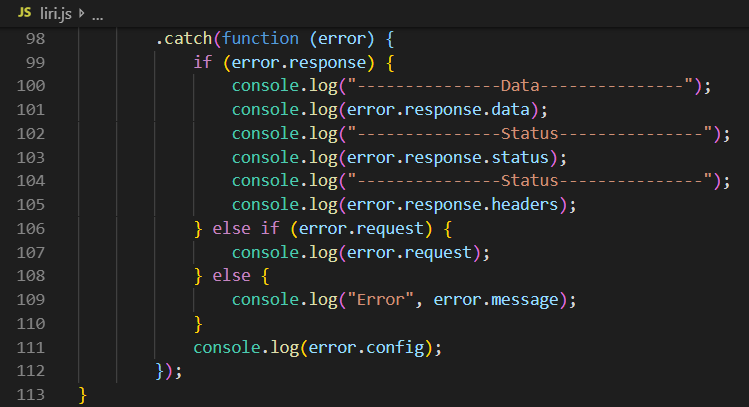 JS liri.js > ...
98 .catch(function (error) {
99 if (error.response) {
100 console.log("---------------Data---------------");
101 console.log(error.response.data);
102 console.log("---------------Status---------------");
103 console.log(error.response.status);
104 console.log("---------------Status---------------");
105 console.log(error.response.headers);
106 } else if (error.request) {
107 console.log(error.request);
108 } else {
109 console.log("Error", error.message);
110 }
111 console.log(error.config);
112 });
113 }